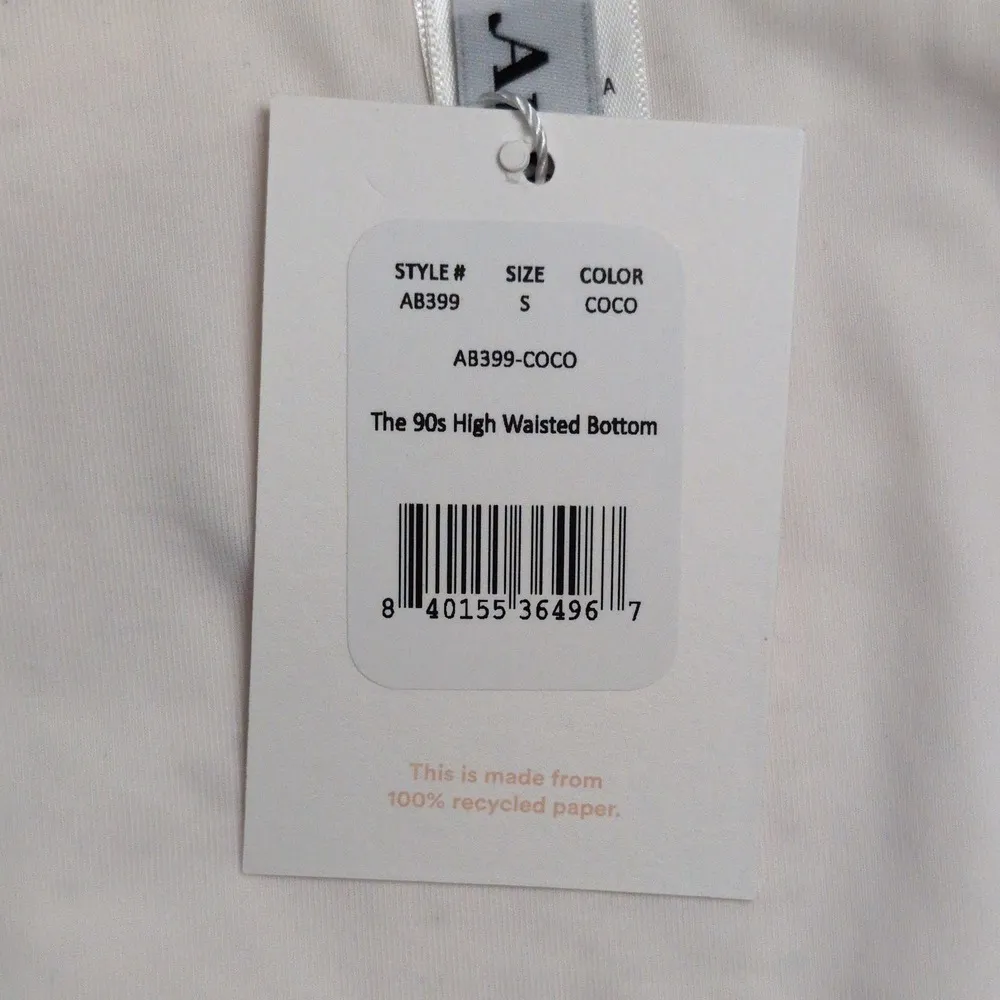 A
STYLE # SIZE COLOR
AB399 S COCO
AB399-COCO
The 90s High Waisted Bottom
8 40155 36496 7
This is made from
100% recycled paper.